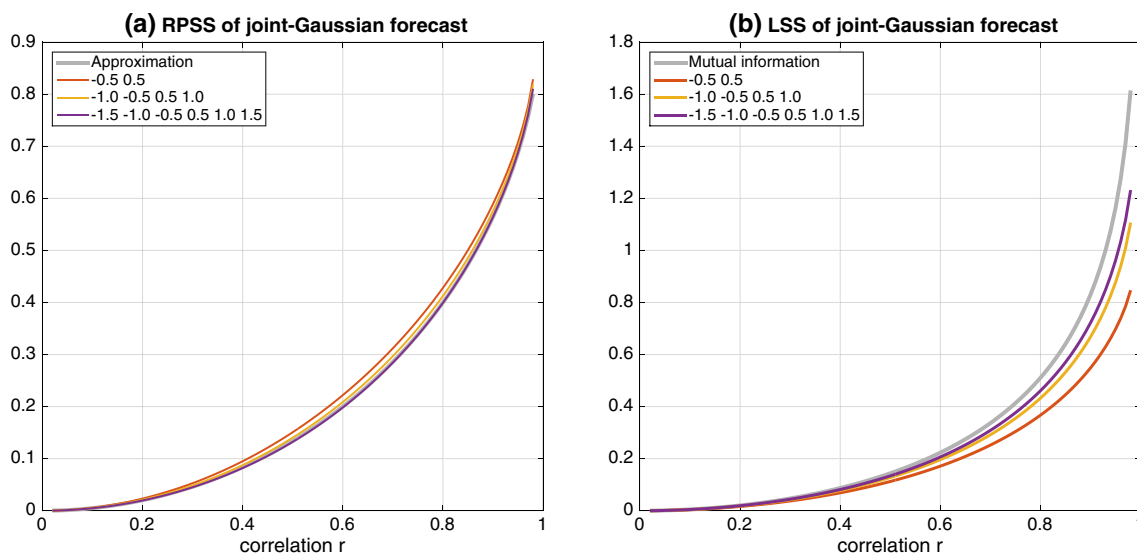 (a) RPSS of joint-Gaussian forecast
0.9
0.8
0.7
0.6
0.5
0.4
0.3
0.2
0.1
0
Approximation
-0.5 0.5
-1.0 -0.5 0.5 1.0
-1.5 -1.0 -0.5 0.5 1.0 1.5
0 0.2 0.4 0.6 0.8 1
correlation r
(b) LSS of joint-Gaussian forecast
1.8
1.6
1.4
1.2
1
0.8
0.6
0.4
0.2
0
Mutual information
-0.5 0.5
-1.0 -0.5 0.5 1.0
-1.5 -1.0 -0.5 0.5 1.0 1.5
0 0.2 0.4 0.6 0.8 1
correlation r